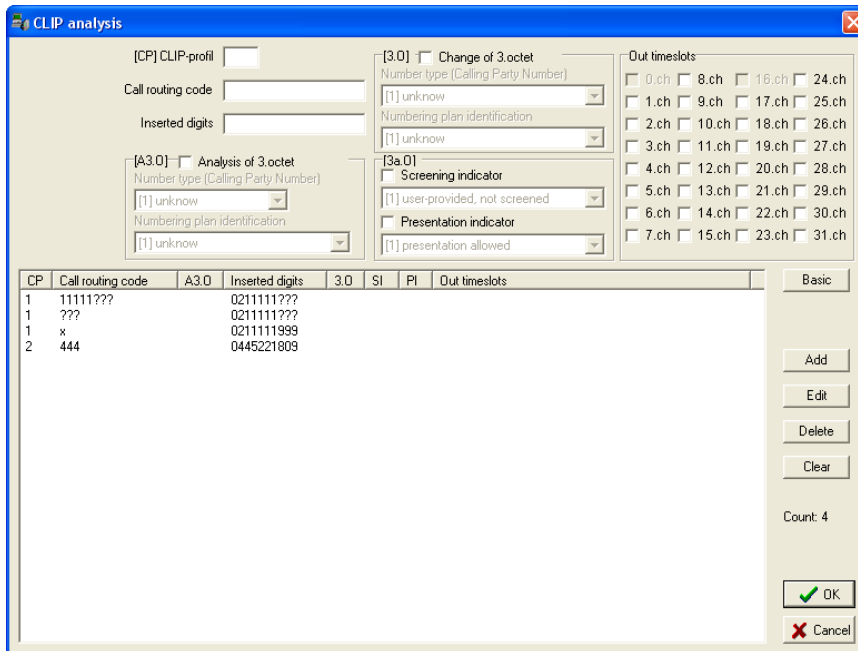 CLIP analysis
[CP] CLIP-profil
Call routing code
Inserted digits
[A3.0] Analysis of 3.octet
Number type (Calling Party Number)
[1] unknow
Numbering plan identification
[1] unknow
[3.0] Change of 3.octet
Number type (Calling Party Number)
[1] unknow
Numbering plan identification
[1] unknow
[3a.0]
Screening indicator
[1] user-provided, not screened
Presentation indicator
[1] presentation allowed
Out timeslots
0.ch 8.ch 16.ch 24.ch
1.ch 9.ch 17.ch 25.ch
2.ch 10.ch 18.ch 26.ch
3.ch 11.ch 19.ch 27.ch
4.ch 12.ch 20.ch 28.ch
5.ch 13.ch 21.ch 29.ch
6.ch 14.ch 22.ch 30.ch
7.ch 15.ch 23.ch 31.ch
CP Call routing code A3.0 Inserted digits 3.0 SI PI Out timeslots
1 11111??? 0211111???
1 ??? 0211111???
1 x 0211111999
2 444 0445221809
Basic
Add
Edit
Delete
Clear
Count: 4
OK
Cancel